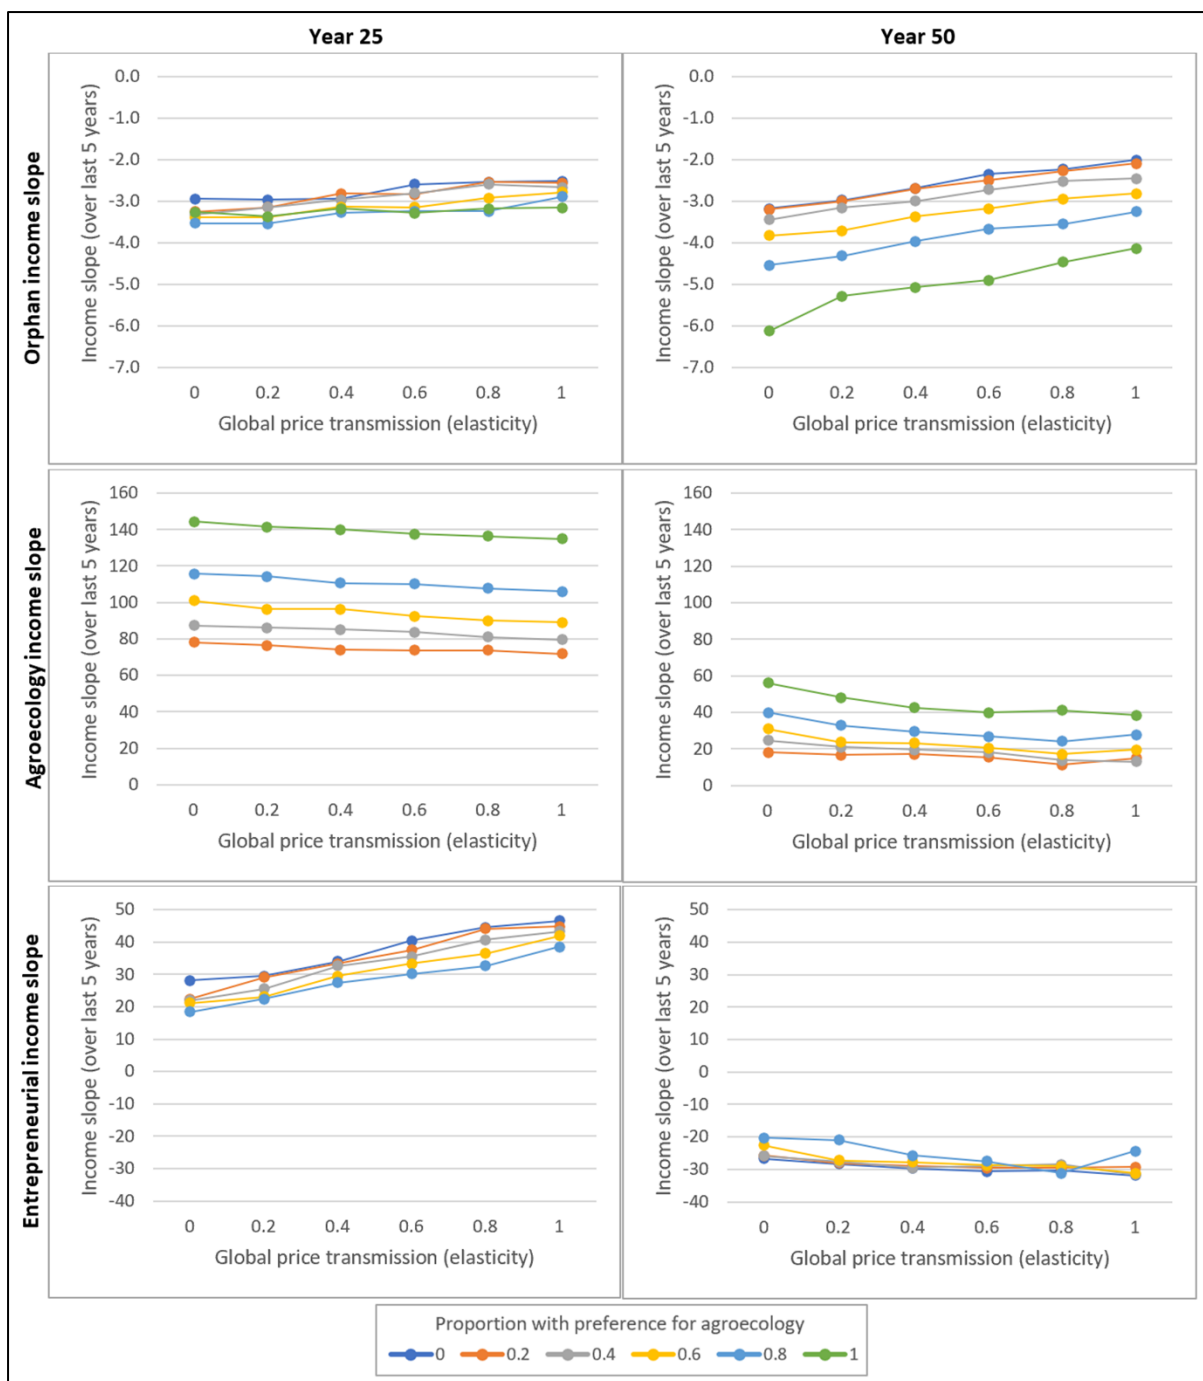 Year 25
Year 50
Orphan income slope
Income slope (over last 5 years)
0.0
-1.0
-2.0
-3.0
-4.0
-5.0
-6.0
-7.0
0 0.2 0.4 0.6 0.8 1
Global price transmission (elasticity)
Income slope (over last 5 years)
0.0
-1.0
-2.0
-3.0
-4.0
-5.0
-6.0
-7.0
0 0.2 0.4 0.6 0.8 1
Global price transmission (elasticity)
Agroecology income slope
Income slope (over last 5 years)
160
140
120
100
80
60
40
20
0
0 0.2 0.4 0.6 0.8 1
Global price transmission (elasticity)
Income slope (over last 5 years)
160
140
120
100
80
60
40
20
0
0 0.2 0.4 0.6 0.8 1
Global price transmission (elasticity)
Entrepreneurial income slope
Income slope (over last 5 years)
50
40
30
20
10
0
-10
-20
-30
-40
0 0.2 0.4 0.6 0.8 1
Global price transmission (elasticity)
Income slope (over last 5 years)
50
40
30
20
10
0
-10
-20
-30
-40
0 0.2 0.4 0.6 0.8 1
Global price transmission (elasticity)
Proportion with preference for agroecology
0 0.2 0.4 0.6 0.8 1